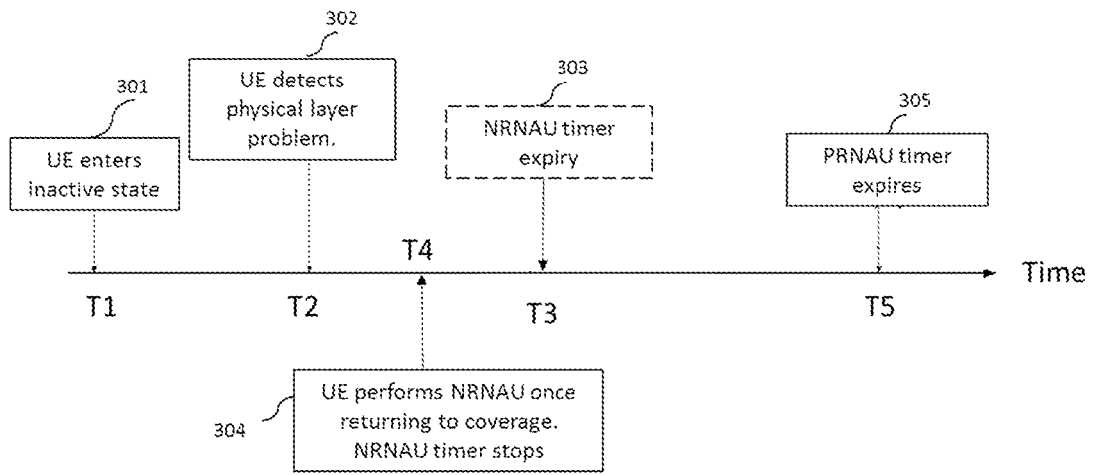 302
UE detects
physical layer
problem.
301
UE enters
inactive state
303
NRNAU timer
expiry
305
PRNAU timer
expires
T4
Time
T1
T2
T3
T5
304
UE performs NRNAU once
returning to coverage.
NRNAU timer stops